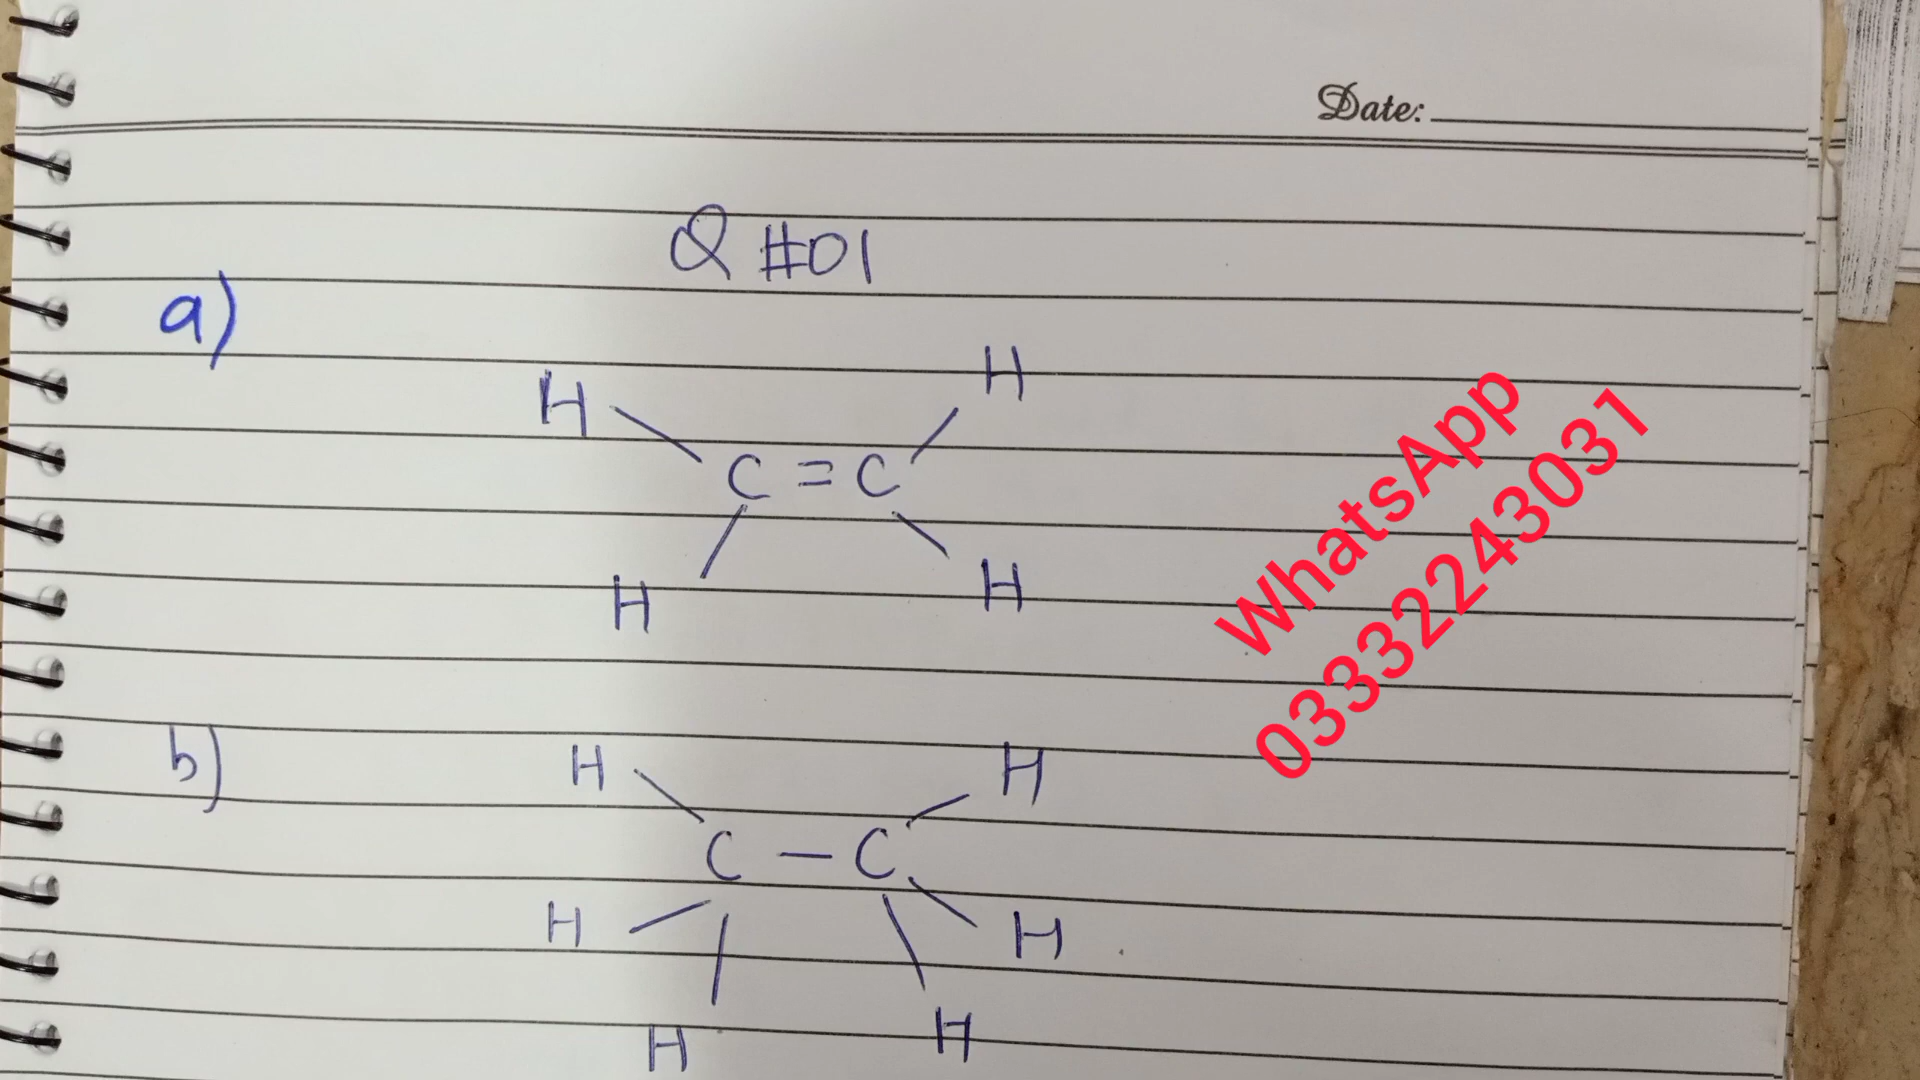 Date:
Q #01
a)
H H
C = C
H H
b)
H H
C — C
H H
H H
WhatsApp
03332243031